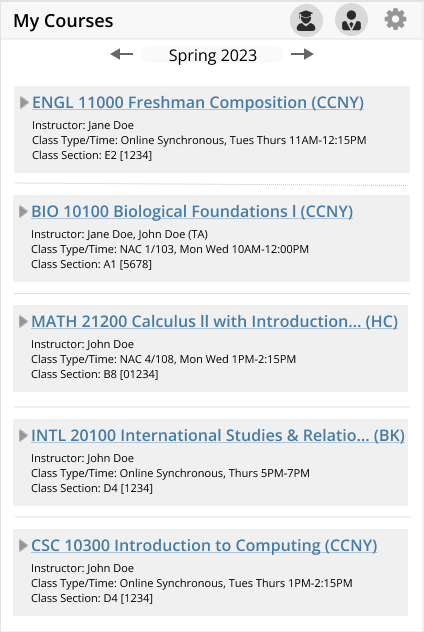 My Courses
Spring 2023
ENGL 11000 Freshman Composition (CCNY)
Instructor: Jane Doe
Class Type/Time: Online Synchronous, Tues Thurs 11AM-12:15PM
Class Section: E2 [1234]
BIO 10100 Biological Foundations l (CCNY)
Instructor: Jane Doe, John Doe (TA)
Class Type/Time: NAC 1/103, Mon Wed 10AM-12:00PM
Class Section: A1 [5678]
MATH 21200 Calculus ll with Introduction... (HC)
Instructor: John Doe
Class Type/Time: NAC 4/108, Mon Wed 1PM-2:15PM
Class Section: B8 [01234]
INTL 20100 International Studies & Relatio... (BK)
Instructor: John Doe
Class Type/Time: Online Synchronous, Thurs 5PM-7PM
Class Section: D4 [1234]
CSC 10300 Introduction to Computing (CCNY)
Instructor: John Doe
Class Type/Time: Online Synchronous, Tues Thurs 1PM-2:15PM
Class Section: D4 [1234]